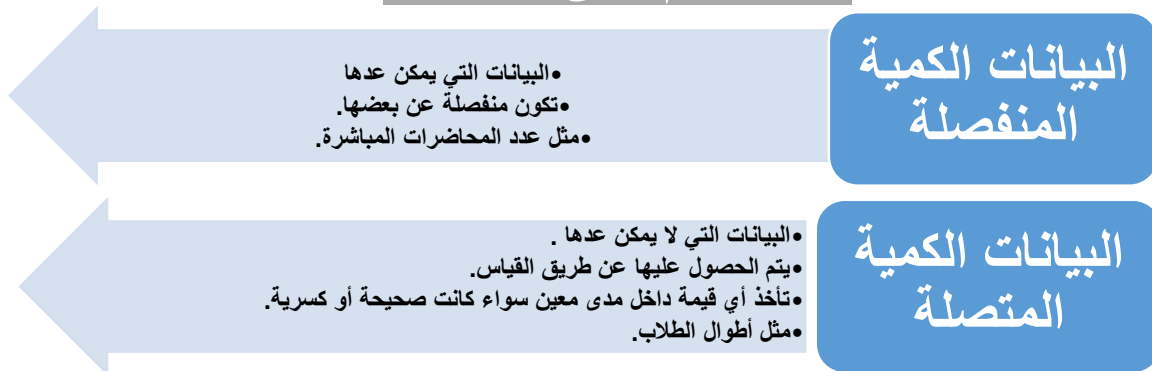 البيانات الكمية
المنفصلة
•البيانات التي يمكن عدها
•تكون منفصلة عن بعضها.
•مثل عدد المحاضرات المباشرة.
البيانات الكمية
المتصلة
•البيانات التي لا يمكن عدها .
•يتم الحصول عليها عن طريق القياس.
•تأخذ أي قيمة داخل مدى معين سواء كانت صحيحة أو كسرية.
•مثل أطوال الطلاب.